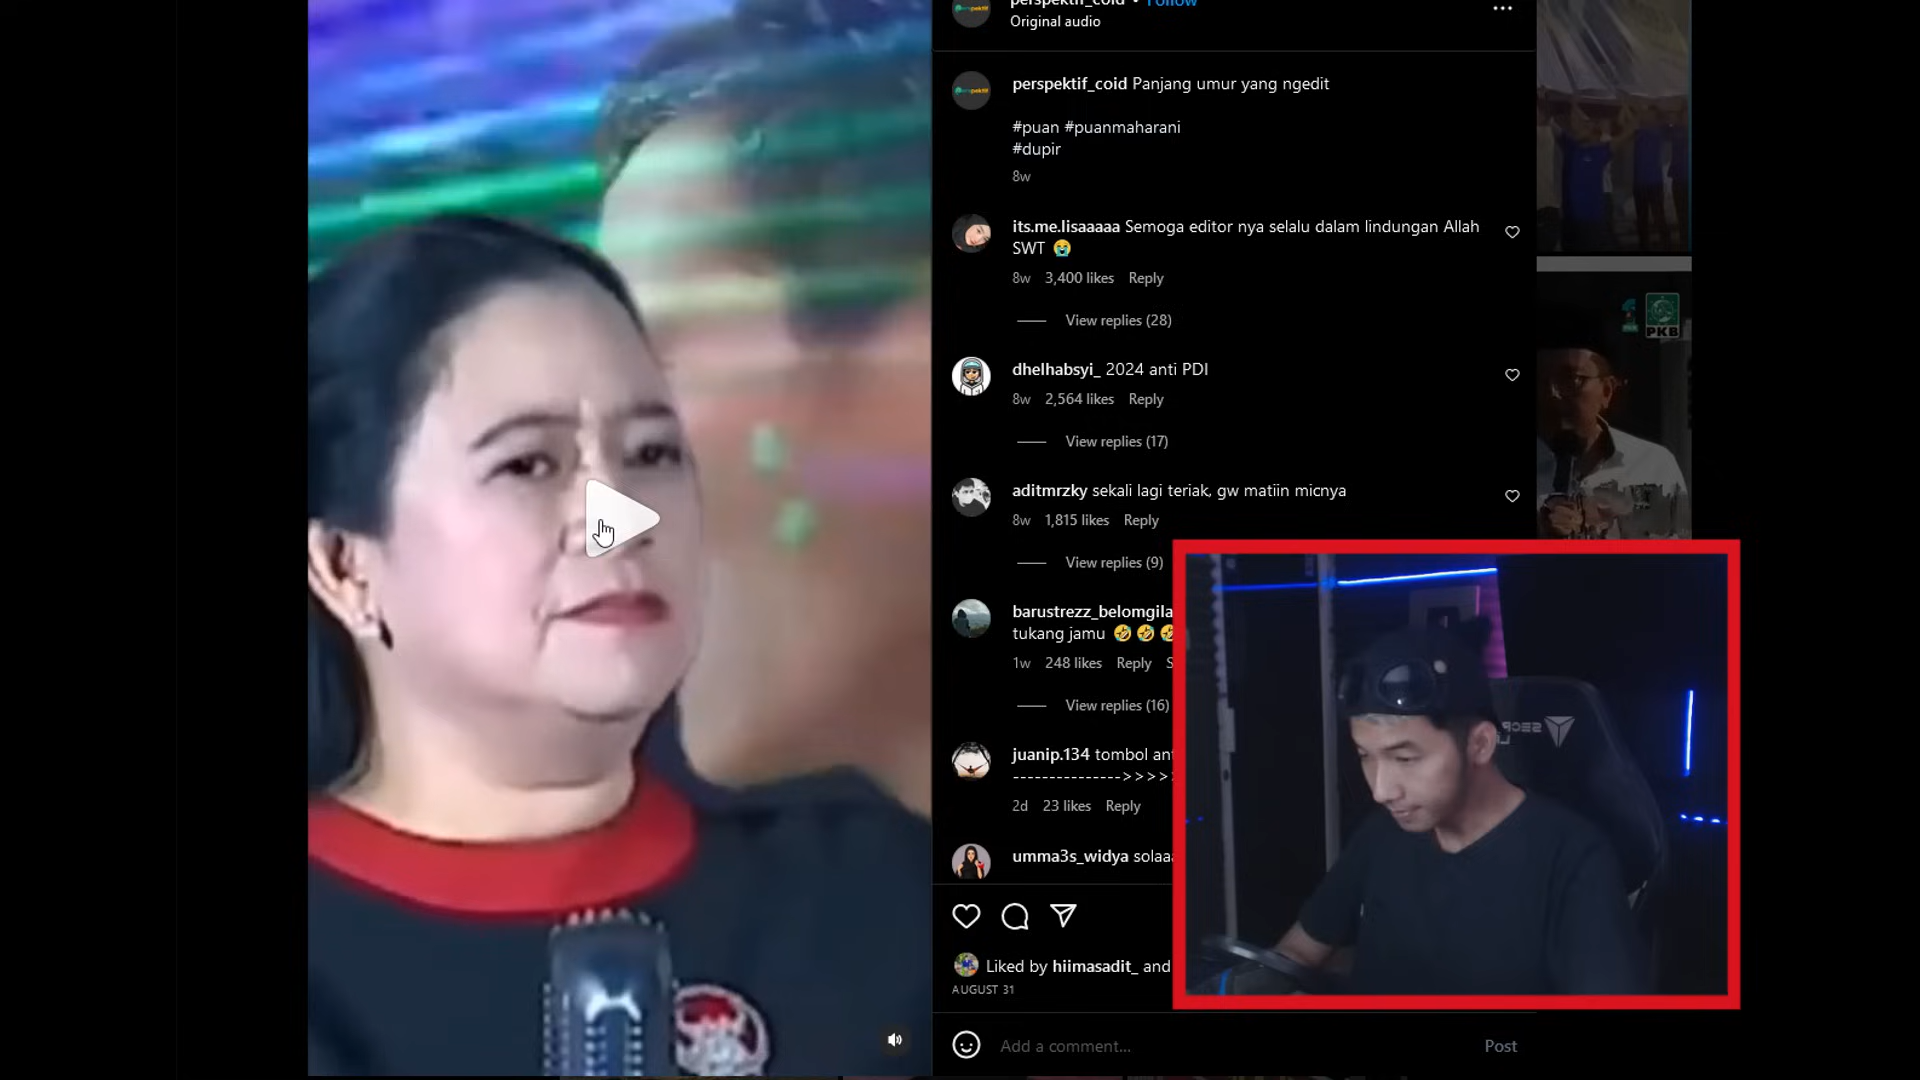 perspektif_coid • Follow
Original audio
perspektif_coid Panjang umur yang ngedit
#puan #puanmaharani
#dupir
8w
its.me.lisaaaaa Semoga editor nya selalu dalam lindungan Allah
SWT 😭
8w 3,400 likes Reply
View replies (28)
dhelhabsyi_ 2024 anti PDI
8w 2,564 likes Reply
View replies (17)
aditmrzky sekali lagi teriak, gw matiin micnya
8w 1,815 likes Reply
View replies (9)
barustrezz_belomgila
tukang jamu 🤣🤣🤣
1w 248 likes Reply
View replies (16)
juanip.134 tombol
--------------->>>>
2d 23 likes Reply
umma3s_widya
Liked by hiimasadit_ and
AUGUST 31
Add a comment...
Post
PKB